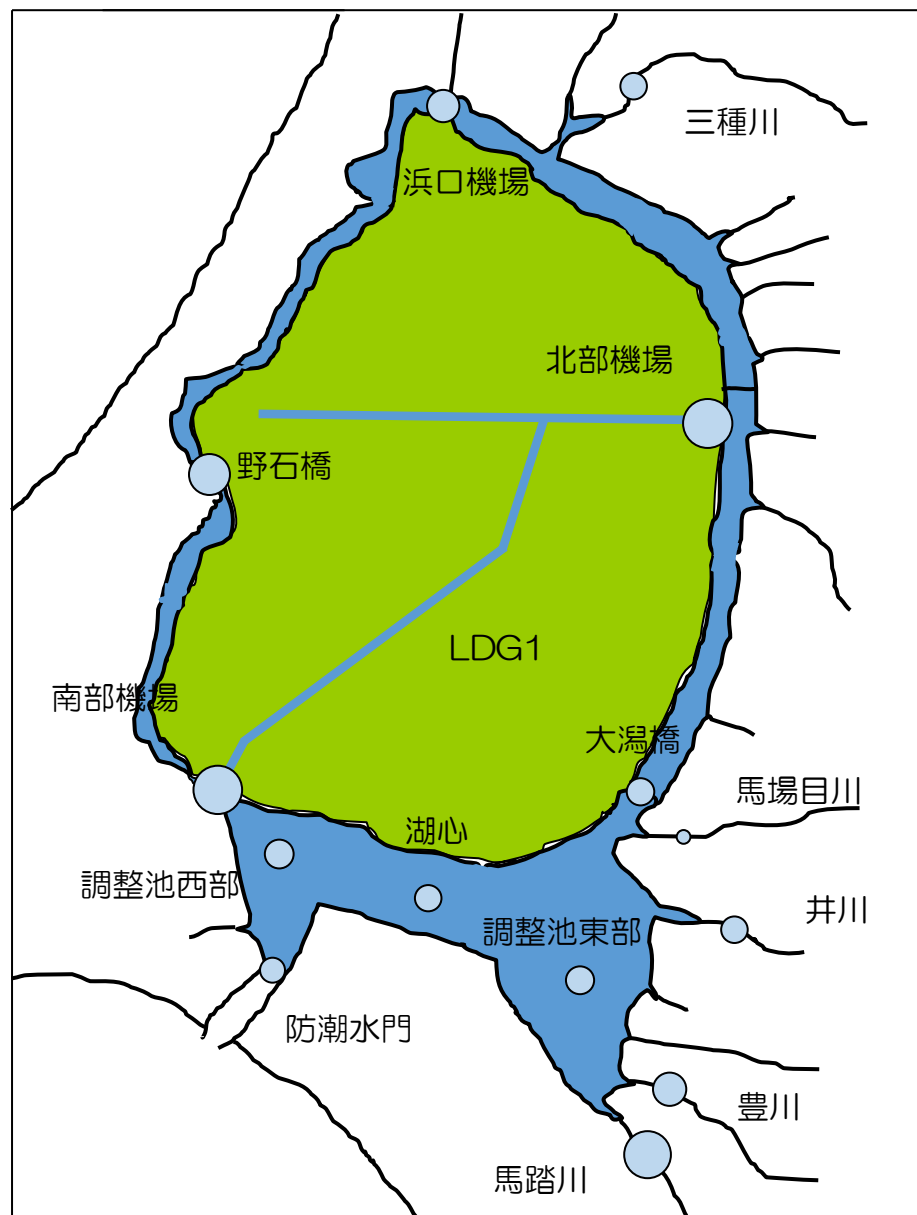 三種川
浜口機場
北部機場
野石橋
LDG1
南部機場
大潟橋
馬場目川
湖心
調整池西部
井川
調整池東部
防潮水門
豊川
馬踏川